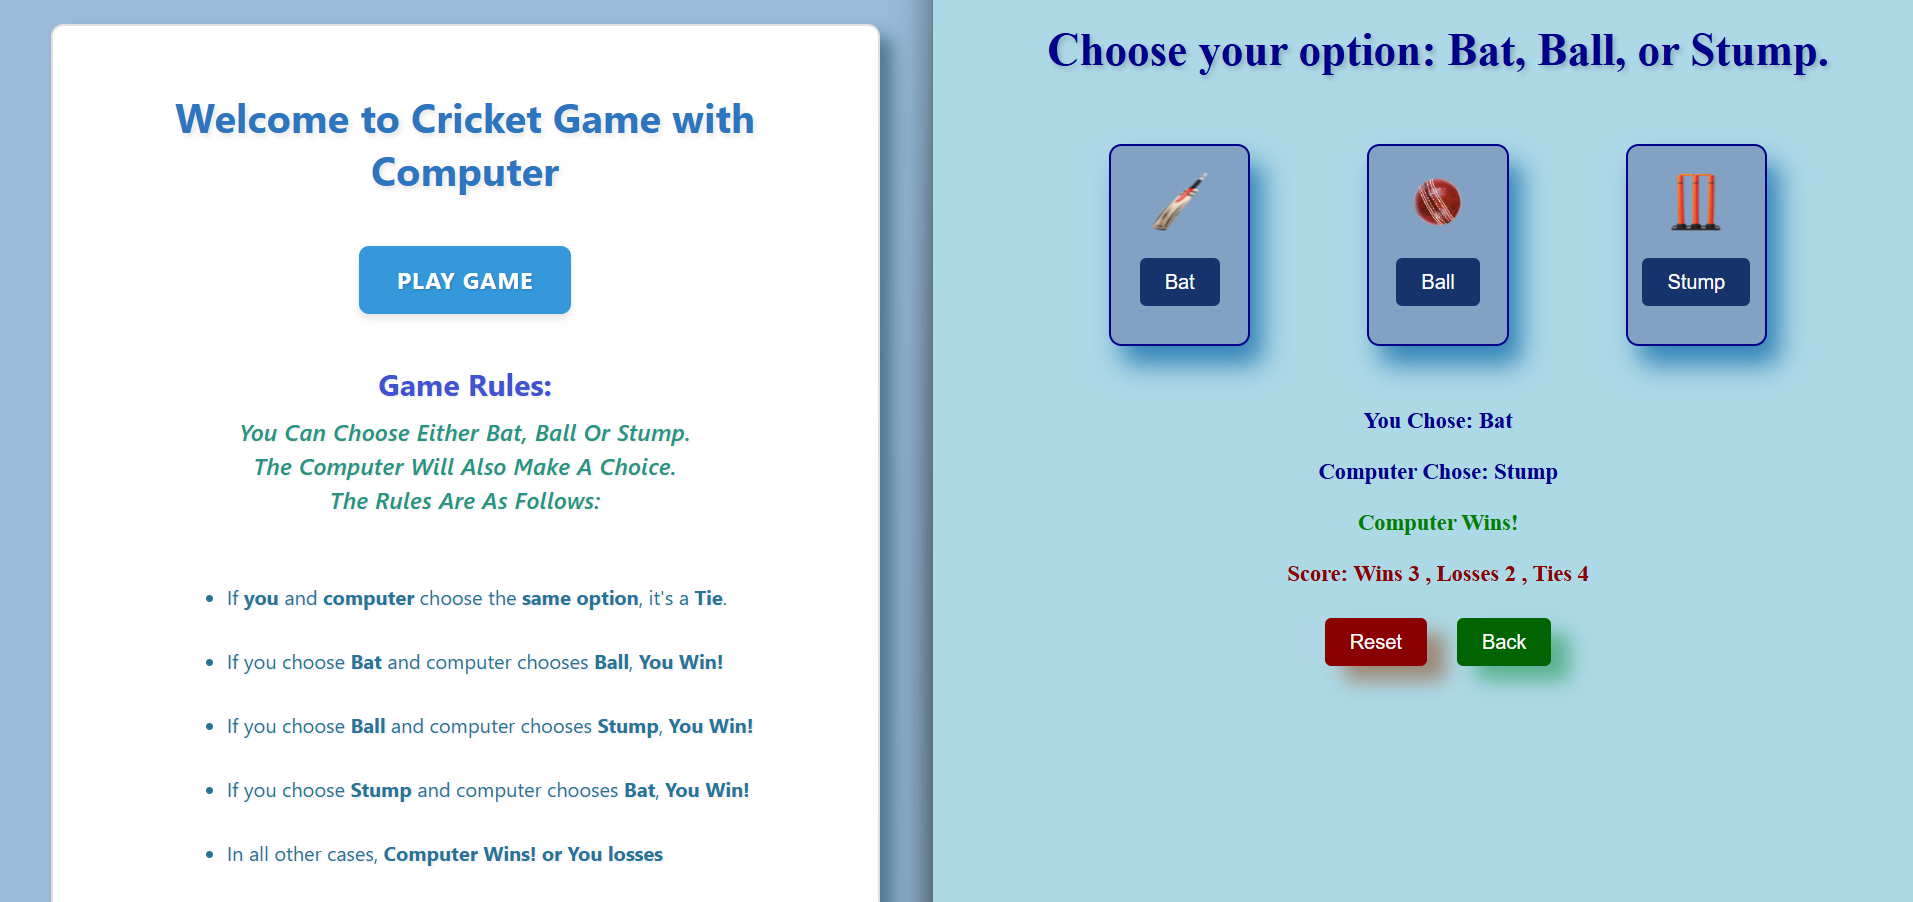 Welcome to Cricket Game with
Computer
PLAY GAME
Game Rules:
You Can Choose Either Bat, Ball Or Stump.
The Computer Will Also Make A Choice.
The Rules Are As Follows:
If you and computer choose the same option, it's a Tie.
If you choose Bat and computer chooses Ball, You Win!
If you choose Ball and computer chooses Stump, You Win!
If you choose Stump and computer chooses Bat, You Win!
In all other cases, Computer Wins! or You losses
Choose your option: Bat, Ball, or Stump.
Bat
Ball
Stump
You Chose: Bat
Computer Chose: Stump
Computer Wins!
Score: Wins 3 , Losses 2 , Ties 4
Reset
Back